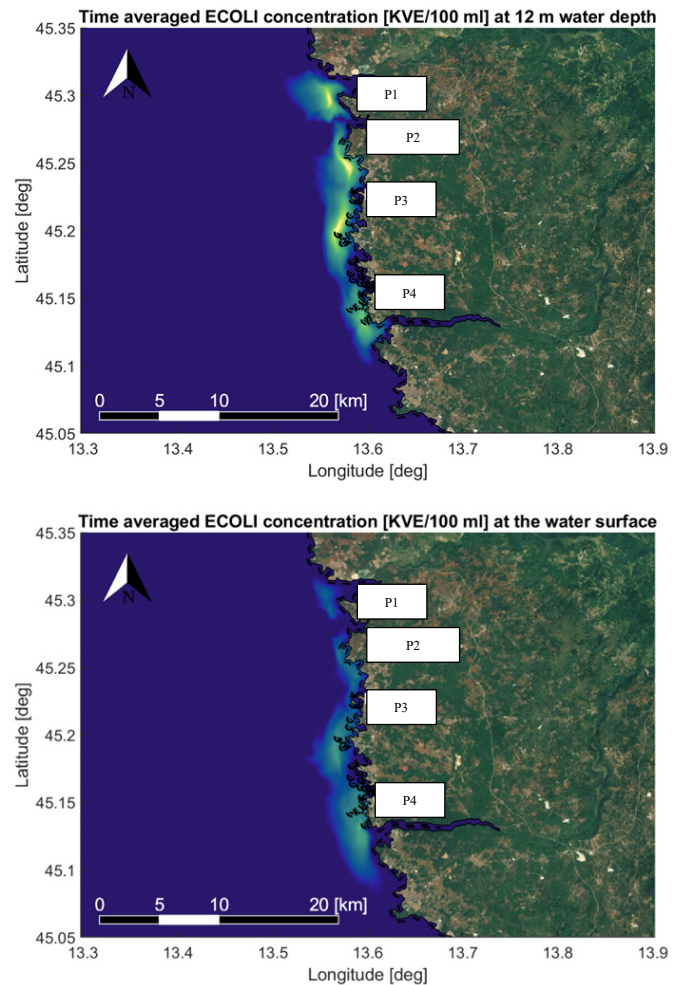 Time averaged ECOLI concentration [KVE/100 ml] at 12 m water depth
45.35
45.3
45.25
45.2
45.15
45.1
45.05
Latitude [deg]
N
P1
P2
P3
P4
0 5 10 20 [km]
13.3 13.4 13.5 13.6 13.7 13.8 13.9
Longitude [deg]
Time averaged ECOLI concentration [KVE/100 ml] at the water surface
45.35
45.3
45.25
45.2
45.15
45.1
45.05
Latitude [deg]
N
P1
P2
P3
P4
0 5 10 20 [km]
13.3 13.4 13.5 13.6 13.7 13.8 13.9
Longitude [deg]